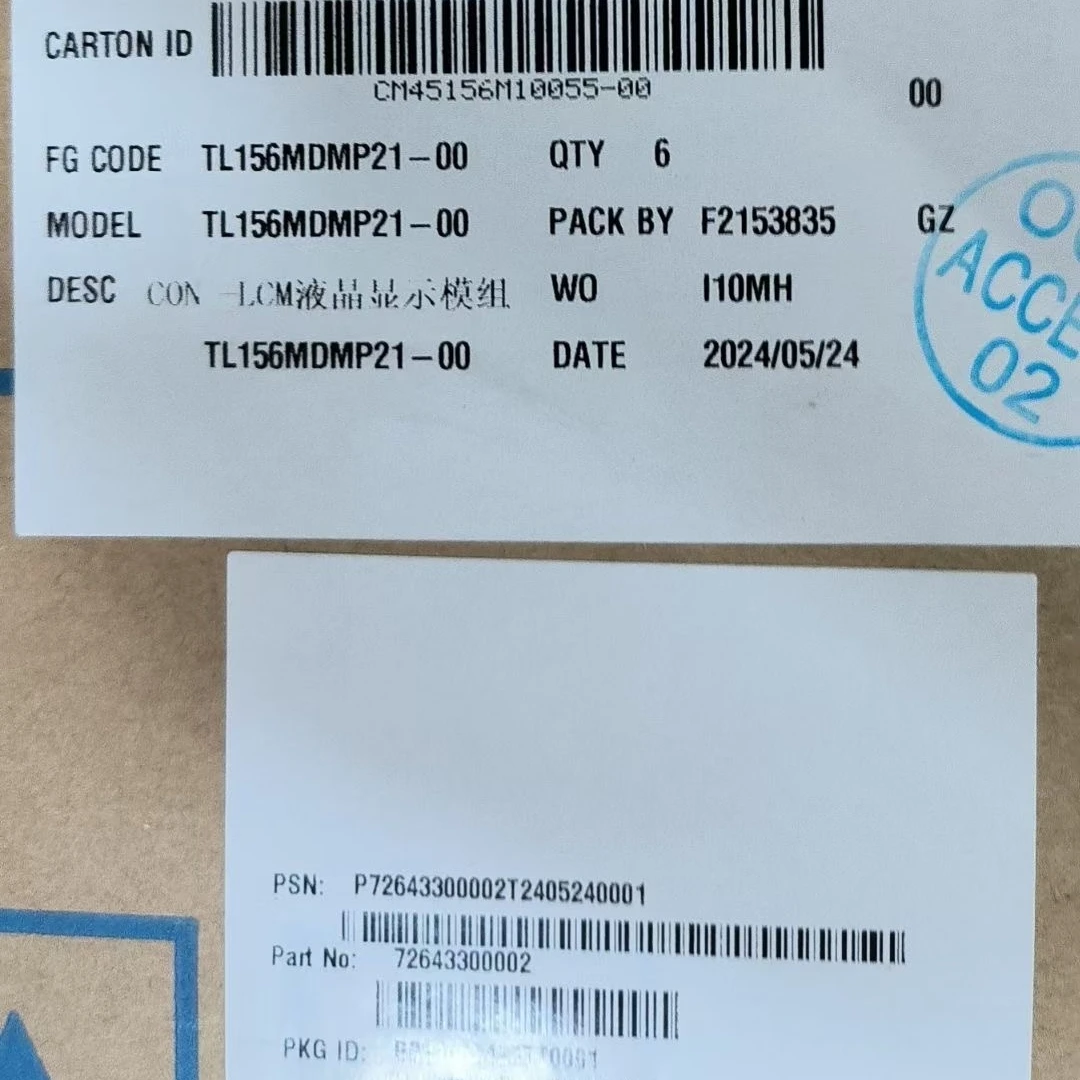 CARTON ID
CM45156M10055-00
00
FG CODE TL156MDMP21-00 QTY 6
MODEL TL156MDMP21-00 PACK BY F2153835 GZ
DESC CON -LCM液晶显示模组 WO I10MH
TL156MDMP21-00 DATE 2024/05/24
ACCE
02
PSN: P72643300002T2405240001
Part No: 72643300002
PKG ID: